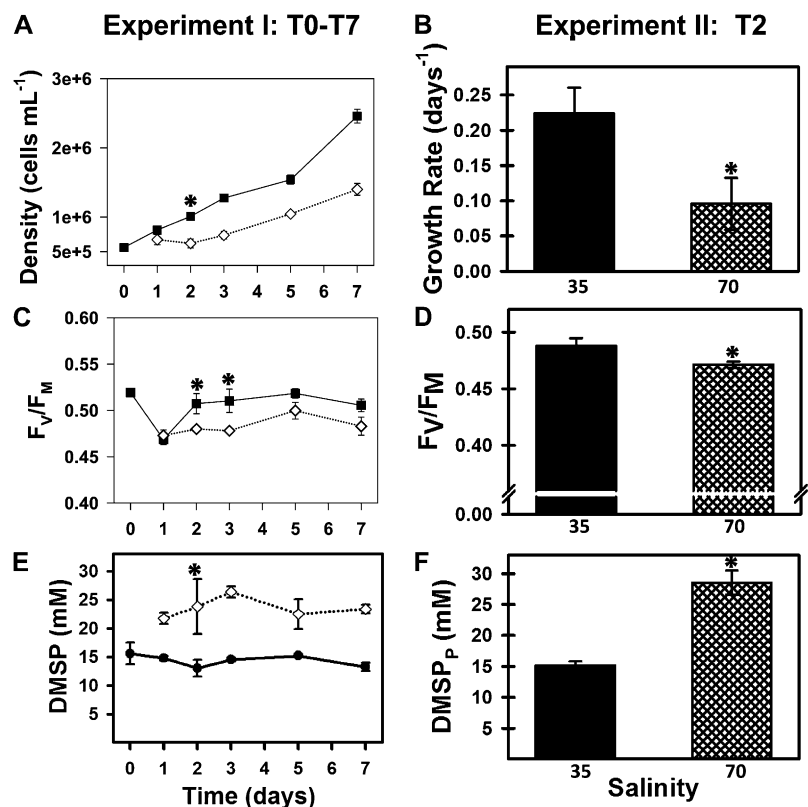 A Experiment I: T0-T7
Density (cells mL-1)
3e+6
2e+6
1e+6
5e+5
*
0 1 2 3 4 5 6 7
B Experiment II: T2
Growth Rate (days-1)
0.25
0.20
0.15
0.10
0.05
0.00
*
35 70
C
FV/FM
0.60
0.55
0.50
0.45
0.40
* *
0 1 2 3 4 5 6 7
D
FV/FM
0.50
0.45
0.40
0.00
*
35 70
E
DMSP (mM)
30
25
20
15
10
5
*
0 1 2 3 4 5 6 7
Time (days)
F
DMSPP (mM)
30
25
20
15
10
5
*
35 70
Salinity